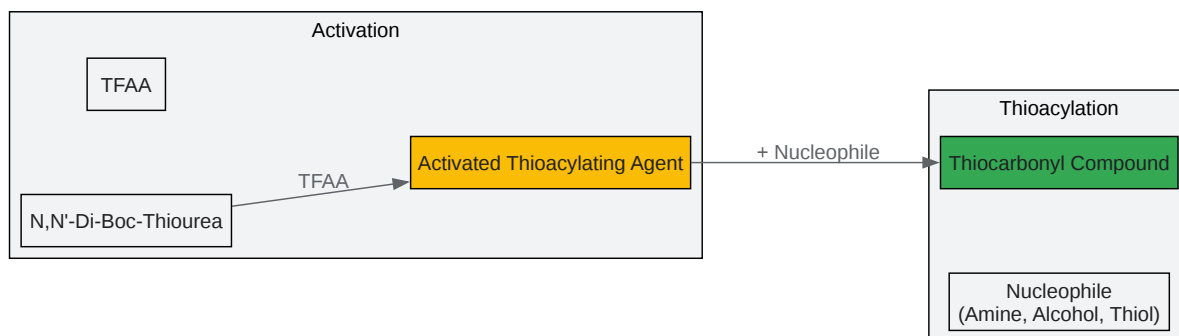 Activation
TFAA
Thioacylation
Activated Thioacylating Agent
+ Nucleophile
Thiocarbonyl Compound
TFAA
N,N'-Di-Boc-Thiourea
Nucleophile
(Amine, Alcohol, Thiol)